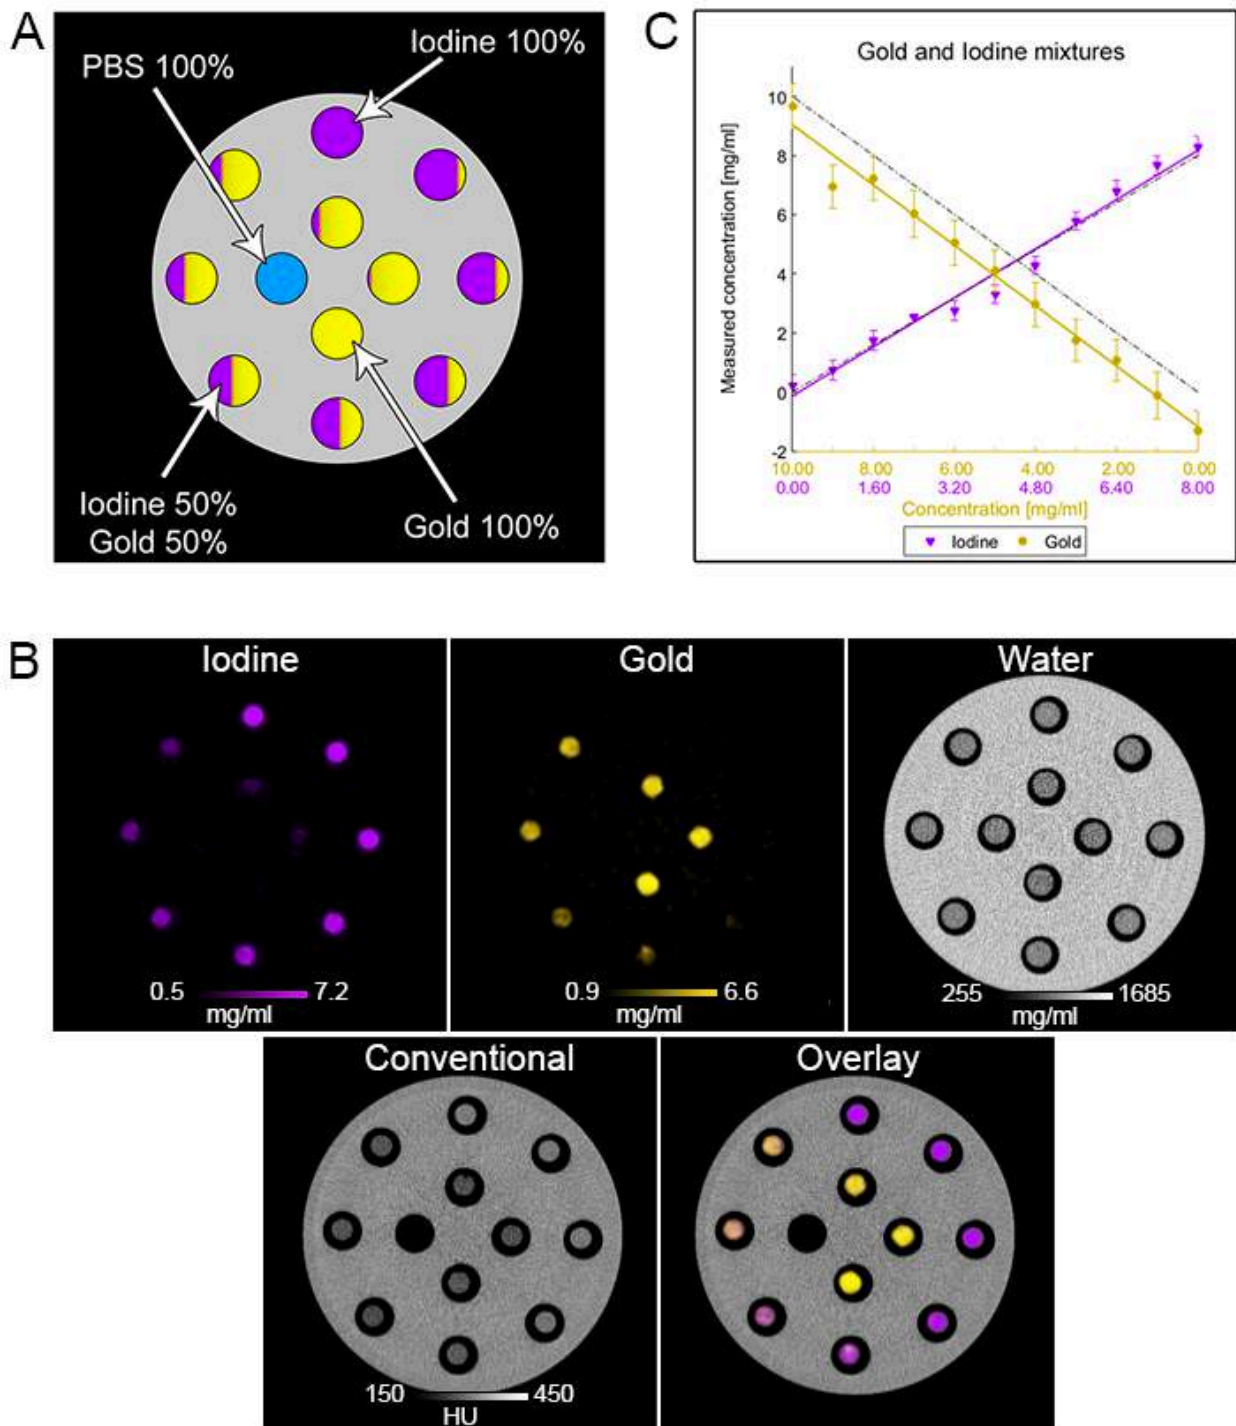 A
Iodine 100%
PBS 100%
Iodine 50%
Gold 50%
Gold 100%
C
Gold and Iodine mixtures
Measured concentration [mg/ml]
10
8
6
4
2
0
-2
10.00 8.00 6.00 4.00 2.00 0.00
0.00 1.60 3.20 4.80 6.40 8.00
Concentration [mg/ml]
Iodine Gold
B
Iodine
0.5 7.2
mg/ml
Gold
0.9 6.6
mg/ml
Water
255 1685
mg/ml
Conventional
150 450
HU
Overlay